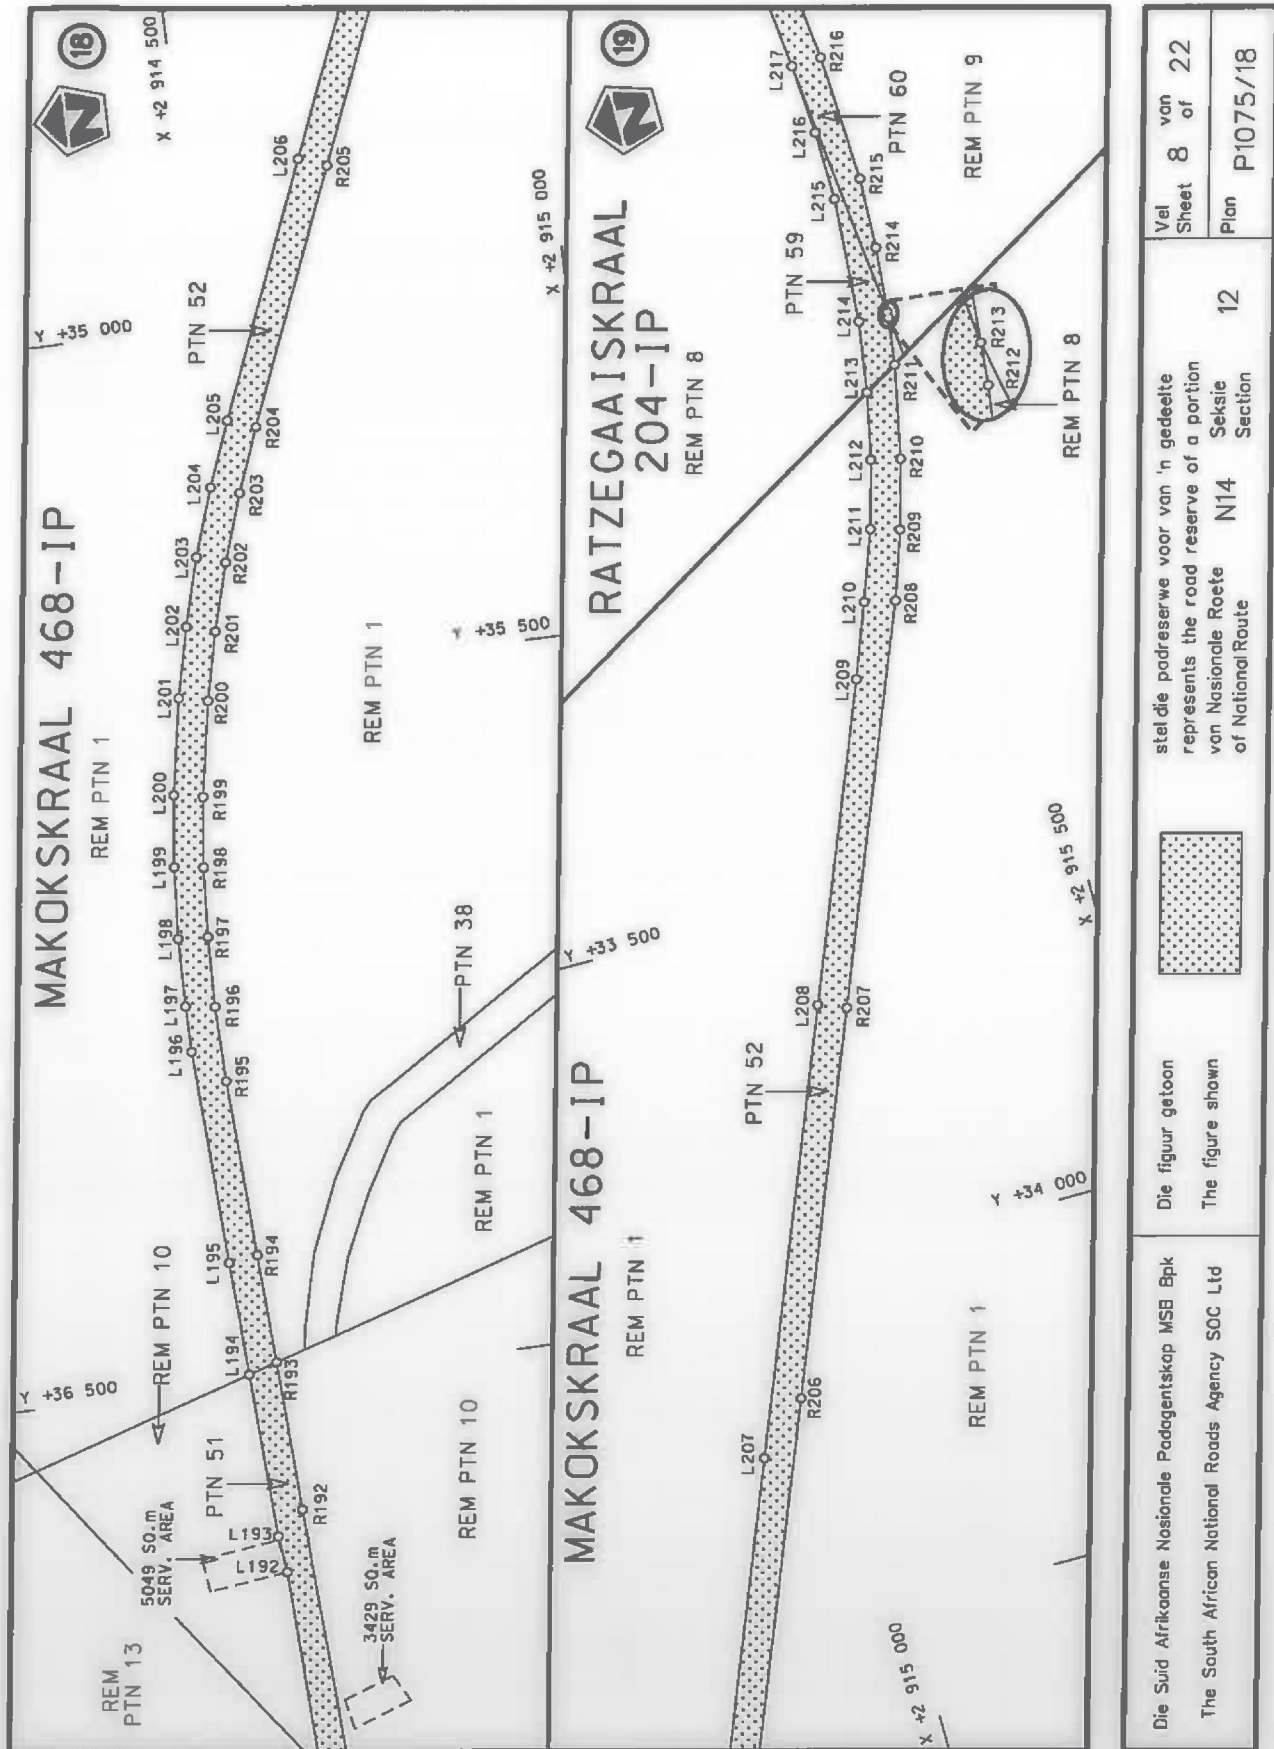 MAKOKSKRAAL 468-IP
REM PTN 1
18
N
X +2 914 500
Y +36 500
Y +35 000
REM PTN 10
REM
PTN 13
5049 SQ.m
SERV. AREA
PTN 51
PTN 52
L192
L193
L194
L195
L196
L197
L198
L199
L200
L201
L202
L203
L204
L205
L206
R192
R193
R194
R195
R196
R197
R198
R199
R200
R201
R202
R203
R204
R205
3429 SQ.m
SERV. AREA
REM PTN 10
REM PTN 1
PTN 38
REM PTN 1
Y +35 500
X +2 915 000
MAKOKSKRAAL 468-IP
REM PTN 1
RATZEGAAISKRAAL
204-IP
REM PTN 8
19
N
Y +33 500
PTN 52
PTN 59
PTN 60
L207
L208
L209
L210
L211
L212
L213
L214
L215
L216
L217
R206
R207
R208
R209
R210
R211
R214
R215
R216
R212
R213
REM PTN 8
REM PTN 9
REM PTN 1
X +2 915 000
Y +34 000
X +2 915 500
Die Suid Afrikaanse Nasionale Padagentskap MSB Bpk
The South African National Roads Agency SOC Ltd
Die figuur getoon
The figure shown
stel die padreserwe voor van 'n gedeelte
represents the road reserve of a portion
van Nasionale Roete N14 Seksie 12
of National Route Section
Vel 8 van 22
Sheet of
Plan P1075/18